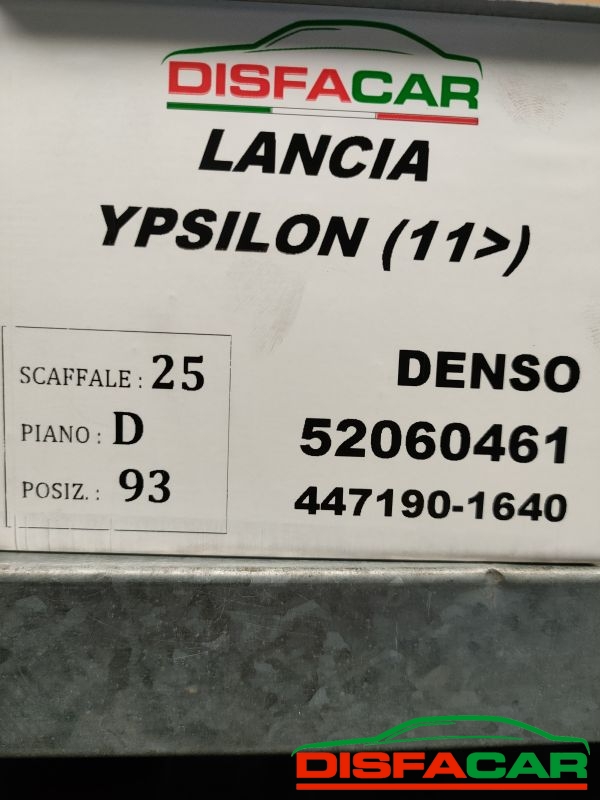 DISFACAR
LANCIA
YPSILON (11>)
SCAFFALE : 25
PIANO : D
POSIZ. : 93
DENSO
52060461
447190-1640
DISFACAR